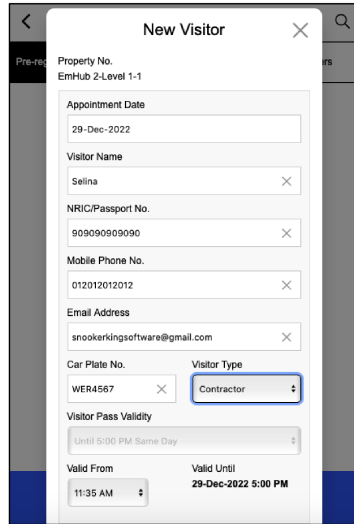 New Visitor
Pre-reg
rs
Property No.
EmHub 2-Level 1-1
Appointment Date
29-Dec-2022
Visitor Name
Selina
NRIC/Passport No.
909090909090
Mobile Phone No.
012012012012
Email Address
snookerkingsoftware@gmail.com
Car Plate No. Visitor Type
WER4567 Contractor
Visitor Pass Validity
Until 5:00 PM Same Day
Valid From Valid Until
11:35 AM 29-Dec-2022 5:00 PM